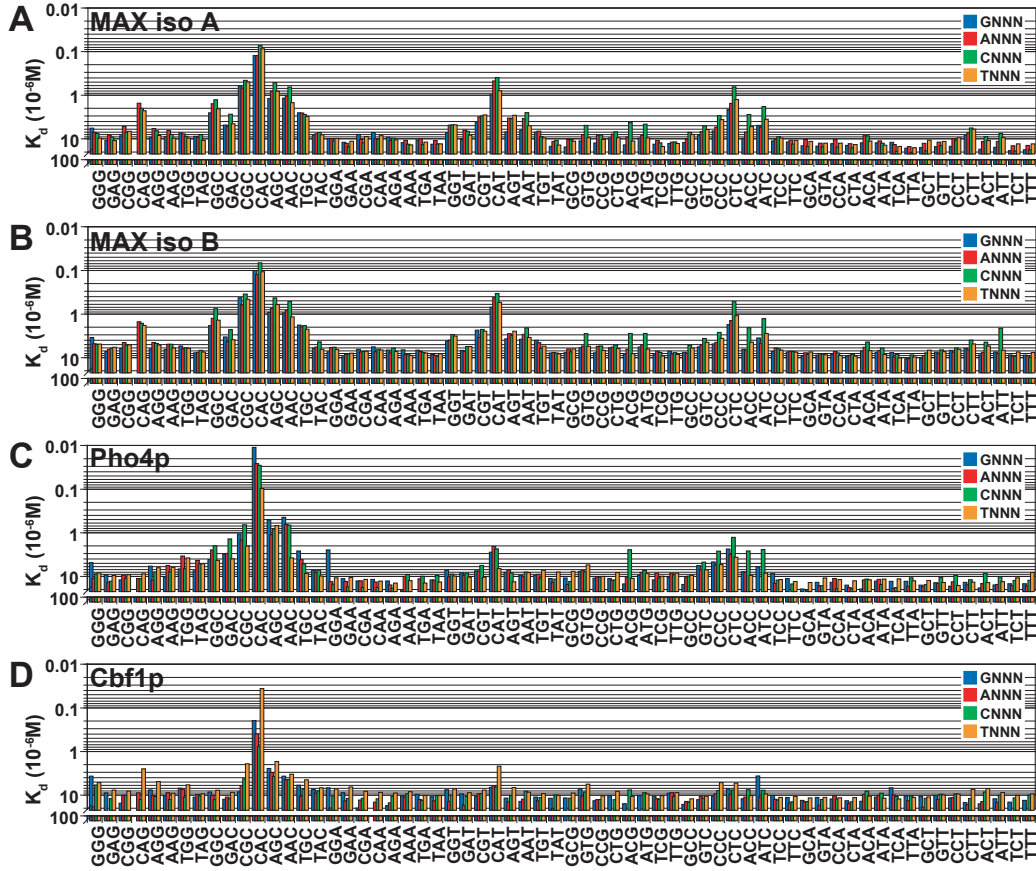 A
MAX iso A
K_d (10⁻⁶M)
0.01
0.1
1
10
100
GNNN
ANNN
CNNN
TNNN
GGG GAG CGG CAG AGG AAG TGG TAG GGC GAC CGC CAC AGC AAC TGC TAC GGA GAA CGA CAA AGA AAA TGA TAA GGT GAT CGT CAT AGT AAT TGT TAT GCG GTG CCG CTG ACG ATG TCG TTG GCC GTC CCC CTC ACC ATC TCC TTC GCA GTA CCA CTA ACA ATA TCA TTA GCT GTT CCT CTT ACT ATT TCT TTT
B
MAX iso B
K_d (10⁻⁶M)
0.01
0.1
1
10
100
GNNN
ANNN
CNNN
TNNN
GGG GAG CGG CAG AGG AAG TGG TAG GGC GAC CGC CAC AGC AAC TGC TAC GGA GAA CGA CAA AGA AAA TGA TAA GGT GAT CGT CAT AGT AAT TGT TAT GCG GTG CCG CTG ACG ATG TCG TTG GCC GTC CCC CTC ACC ATC TCC TTC GCA GTA CCA CTA ACA ATA TCA TTA GCT GTT CCT CTT ACT ATT TCT TTT
C
Pho4p
K_d (10⁻⁶M)
0.01
0.1
1
10
100
GNNN
ANNN
CNNN
TNNN
GGG GAG CGG CAG AGG AAG TGG TAG GGC GAC CGC CAC AGC AAC TGC TAC GGA GAA CGA CAA AGA AAA TGA TAA GGT GAT CGT CAT AGT AAT TGT TAT GCG GTG CCG CTG ACG ATG TCG TTG GCC GTC CCC CTC ACC ATC TCC TTC GCA GTA CCA CTA ACA ATA TCA TTA GCT GTT CCT CTT ACT ATT TCT TTT
D
Cbf1p
K_d (10⁻⁶M)
0.01
0.1
1
10
100
GNNN
ANNN
CNNN
TNNN
GGG GAG CGG CAG AGG AAG TGG TAG GGC GAC CGC CAC AGC AAC TGC TAC GGA GAA CGA CAA AGA AAA TGA TAA GGT GAT CGT CAT AGT AAT TGT TAT GCG GTG CCG CTG ACG ATG TCG TTG GCC GTC CCC CTC ACC ATC TCC TTC GCA GTA CCA CTA ACA ATA TCA TTA GCT GTT CCT CTT ACT ATT TCT TTT